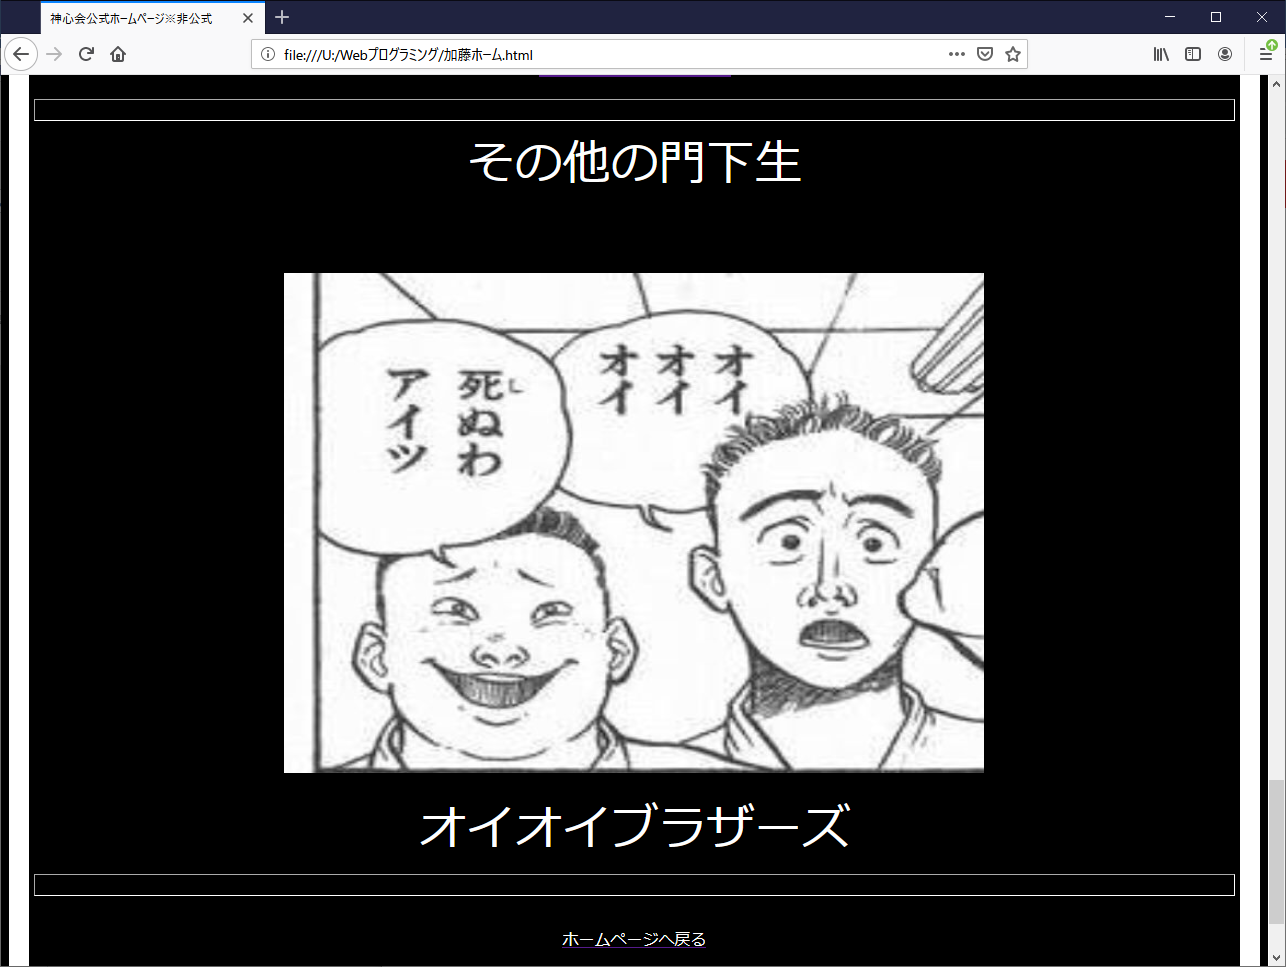 神心会公式ホームページ※非公式
file:///U:/Webプログラミング/加藤ホーム.html
その他の門下生
オイ
オイ
オイ
死ぬわ
し
アイツ
オイオイブラザーズ
ホームページへ戻る